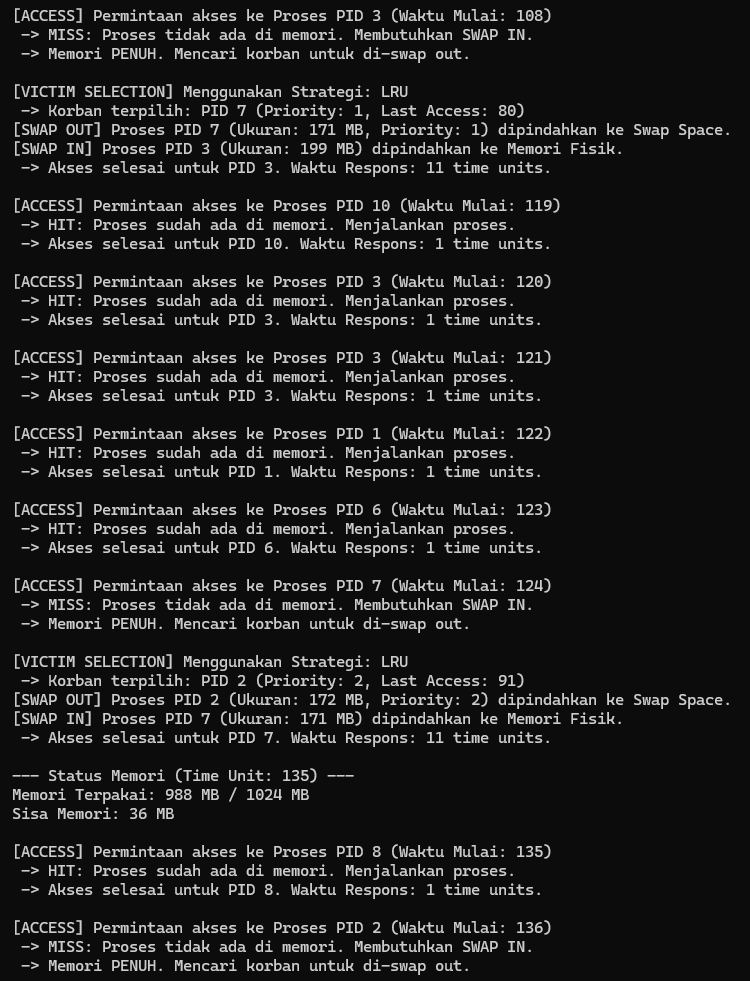 [ACCESS] Permintaan akses ke Proses PID 3 (Waktu Mulai: 108)
-> MISS: Proses tidak ada di memori. Membutuhkan SWAP IN.
-> Memori PENUH. Mencari korban untuk di-swap out.
[VICTIM SELECTION] Menggunakan Strategi: LRU
-> Korban terpilih: PID 7 (Priority: 1, Last Access: 80)
[SWAP OUT] Proses PID 7 (Ukuran: 171 MB, Priority: 1) dipindahkan ke Swap Space.
[SWAP IN] Proses PID 3 (Ukuran: 199 MB) dipindahkan ke Memori Fisik.
-> Akses selesai untuk PID 3. Waktu Respons: 11 time units.
[ACCESS] Permintaan akses ke Proses PID 10 (Waktu Mulai: 119)
-> HIT: Proses sudah ada di memori. Menjalankan proses.
-> Akses selesai untuk PID 10. Waktu Respons: 1 time units.
[ACCESS] Permintaan akses ke Proses PID 3 (Waktu Mulai: 120)
-> HIT: Proses sudah ada di memori. Menjalankan proses.
-> Akses selesai untuk PID 3. Waktu Respons: 1 time units.
[ACCESS] Permintaan akses ke Proses PID 3 (Waktu Mulai: 121)
-> HIT: Proses sudah ada di memori. Menjalankan proses.
-> Akses selesai untuk PID 3. Waktu Respons: 1 time units.
[ACCESS] Permintaan akses ke Proses PID 1 (Waktu Mulai: 122)
-> HIT: Proses sudah ada di memori. Menjalankan proses.
-> Akses selesai untuk PID 1. Waktu Respons: 1 time units.
[ACCESS] Permintaan akses ke Proses PID 6 (Waktu Mulai: 123)
-> HIT: Proses sudah ada di memori. Menjalankan proses.
-> Akses selesai untuk PID 6. Waktu Respons: 1 time units.
[ACCESS] Permintaan akses ke Proses PID 7 (Waktu Mulai: 124)
-> MISS: Proses tidak ada di memori. Membutuhkan SWAP IN.
-> Memori PENUH. Mencari korban untuk di-swap out.
[VICTIM SELECTION] Menggunakan Strategi: LRU
-> Korban terpilih: PID 2 (Priority: 2, Last Access: 91)
[SWAP OUT] Proses PID 2 (Ukuran: 172 MB, Priority: 2) dipindahkan ke Swap Space.
[SWAP IN] Proses PID 7 (Ukuran: 171 MB) dipindahkan ke Memori Fisik.
-> Akses selesai untuk PID 7. Waktu Respons: 11 time units.
--- Status Memori (Time Unit: 135) ---
Memori Terpakai: 988 MB / 1024 MB
Sisa Memori: 36 MB
[ACCESS] Permintaan akses ke Proses PID 8 (Waktu Mulai: 135)
-> HIT: Proses sudah ada di memori. Menjalankan proses.
-> Akses selesai untuk PID 8. Waktu Respons: 1 time units.
[ACCESS] Permintaan akses ke Proses PID 2 (Waktu Mulai: 136)
-> MISS: Proses tidak ada di memori. Membutuhkan SWAP IN.
-> Memori PENUH. Mencari korban untuk di-swap out.